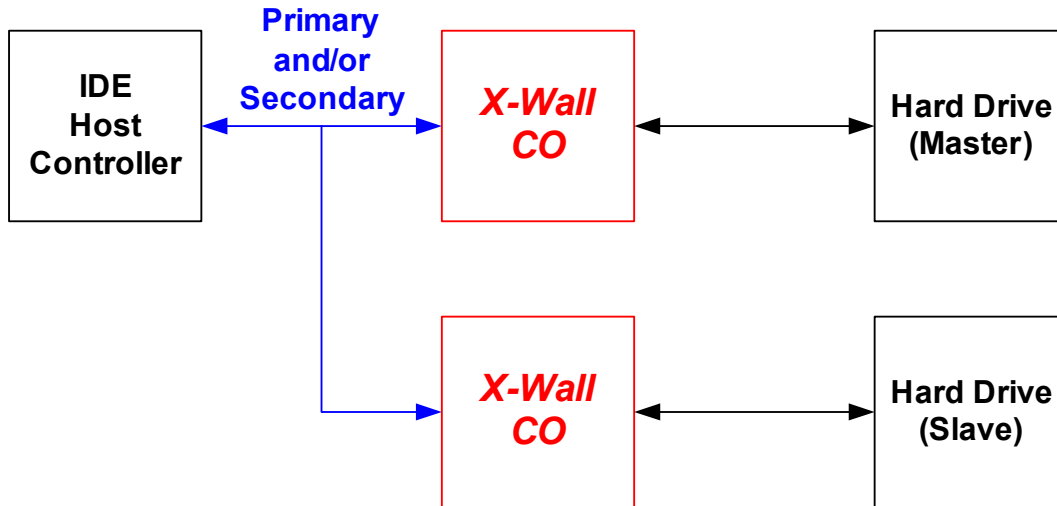 Primary
and/or
Secondary
IDE
Host
Controller
X-Wall
CO
Hard Drive
(Master)
X-Wall
CO
Hard Drive
(Slave)